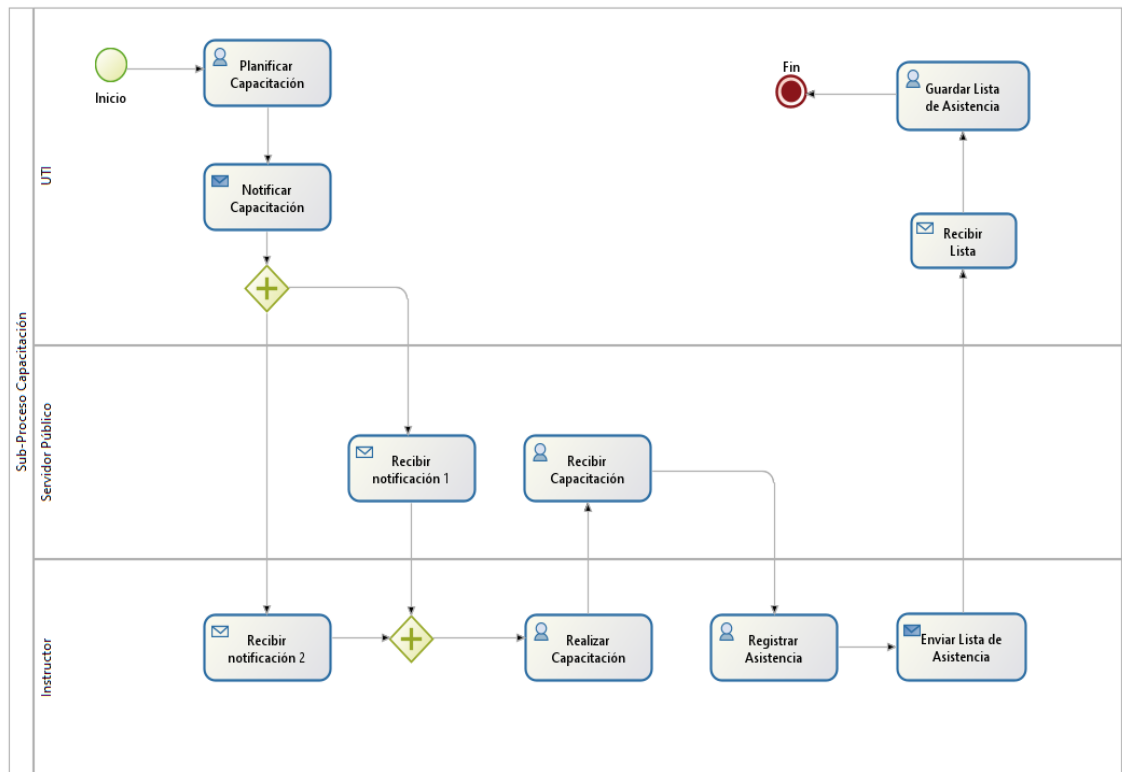 Sub-Proceso Capacitación
UTI
Inicio
Planificar
Capacitación
Notificar
Capacitación
Fin
Guardar Lista
de Asistencia
Recibir
Lista
Servidor Público
Recibir
notificación 1
Recibir
Capacitación
Instructor
Recibir
notificación 2
Realizar
Capacitación
Registrar
Asistencia
Enviar Lista de
Asistencia